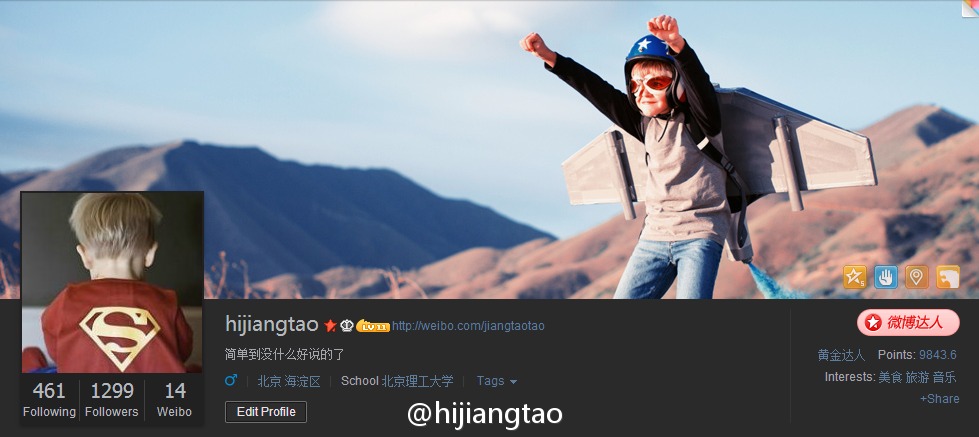 hijiangtao LV 11 http://weibo.com/jiangtaotao
微博达人
简单到没什么好说的了
黄金达人 Points: 9843.6
北京 海淀区 School 北京理工大学 Tags
Interests: 美食 旅游 音乐
461 1299 14
Following Followers Weibo
+Share
Edit Profile
@hijiangtao